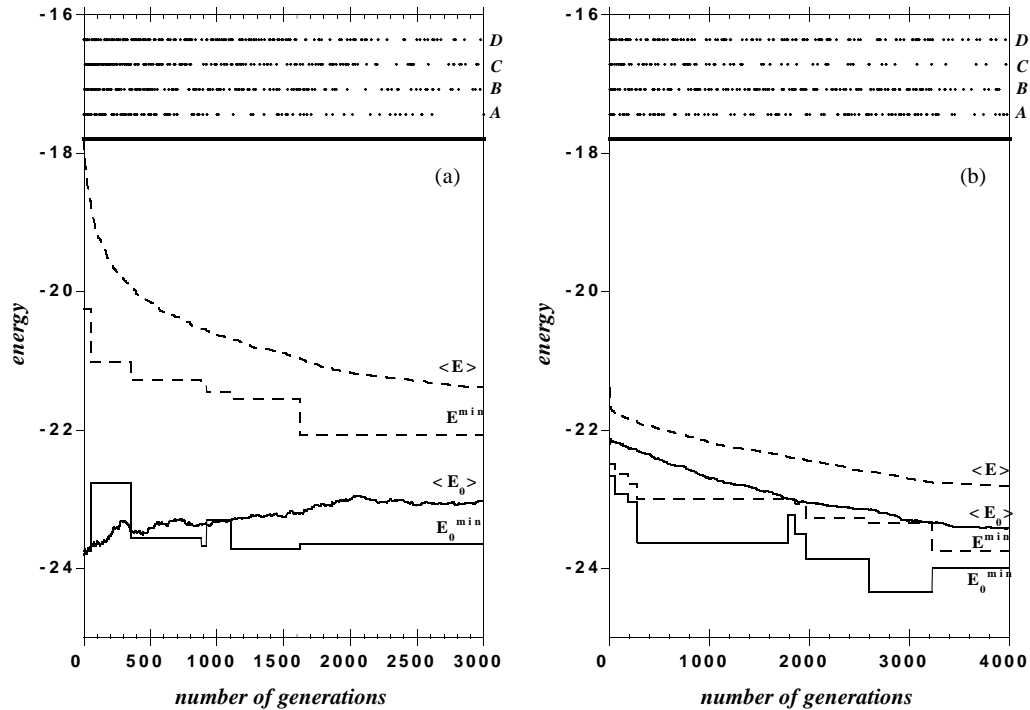 -16
D
C
B
A
-18
(a)
-20
energy
<E>
E^min
-22
<E₀>
E₀^min
-24
0 500 1000 1500 2000 2500 3000
number of generations
-16
D
C
B
A
-18
(b)
-20
energy
-22
<E>
<E₀>
E^min
E₀^min
-24
0 1000 2000 3000 4000
number of generations